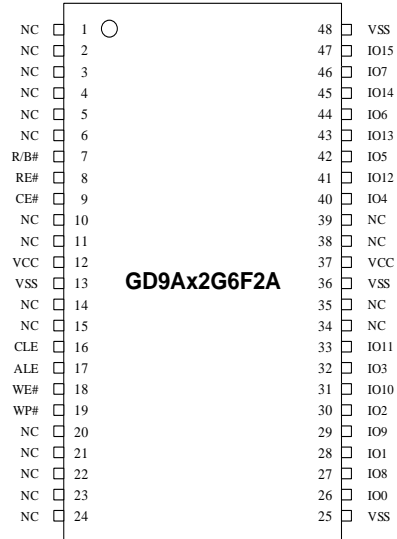 NC 1 48 VSS
NC 2 47 IO15
NC 3 46 IO7
NC 4 45 IO14
NC 5 44 IO6
NC 6 43 IO13
R/B# 7 42 IO5
RE# 8 41 IO12
CE# 9 40 IO4
NC 10 39 NC
NC 11 38 NC
VCC 12 37 VCC
VSS 13 GD9Ax2G6F2A 36 VSS
NC 14 35 NC
NC 15 34 NC
CLE 16 33 IO11
ALE 17 32 IO3
WE# 18 31 IO10
WP# 19 30 IO2
NC 20 29 IO9
NC 21 28 IO1
NC 22 27 IO8
NC 23 26 IO0
NC 24 25 VSS